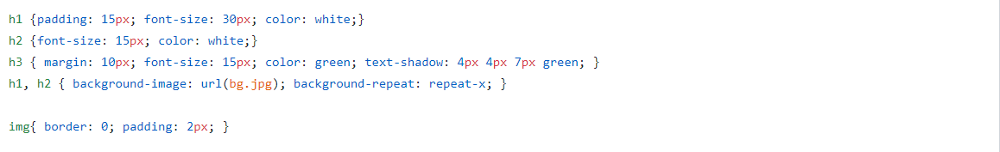 h1 {padding: 15px; font-size: 30px; color: white;}
h2 {font-size: 15px; color: white;}
h3 { margin: 10px; font-size: 15px; color: green; text-shadow: 4px 4px 7px green; }
h1, h2 { background-image: url(bg.jpg); background-repeat: repeat-x; }
img{ border: 0; padding: 2px; }